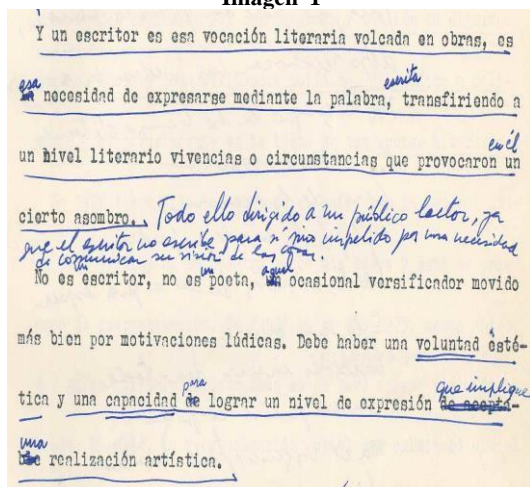 Imagen 1
Y un escritor es esa vocación literaria volcada en obras, es
esa necesidad de expresarse mediante la palabra, escrita transfiriendo a
un nivel literario vivencias o circunstancias que provocaron en él un
cierto asombro. Todo ello dirigido a un público lector, ya
que el escritor no escribe para sí sino impelido por una necesidad
de comunicar su visión de las cosas.
No es escritor, no es un poeta, aquel ocasional versificador movido
más bien por motivaciones lúdicas. Debe haber una voluntad esté-
tica y una capacidad para de lograr un nivel de expresión que implique de acepta-
una ble realización artística.